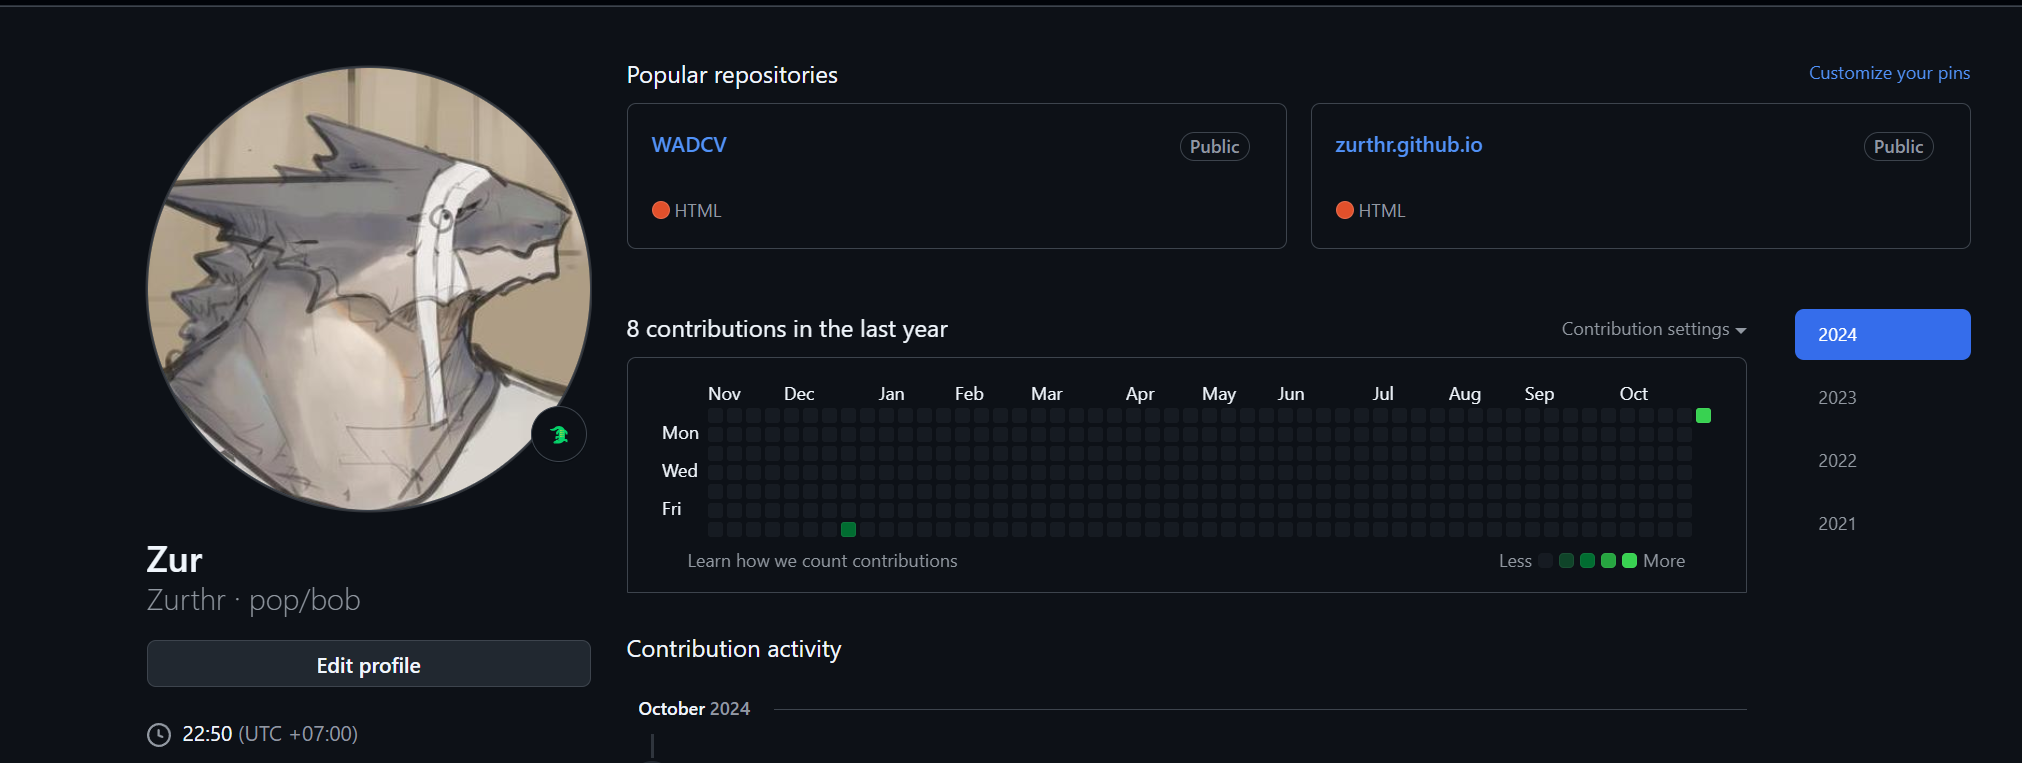 Popular repositories
Customize your pins
WADCV
Public
HTML
zurthr.github.io
Public
HTML
8 contributions in the last year
Contribution settings
2024
2023
2022
2021
Nov Dec Jan Feb Mar Apr May Jun Jul Aug Sep Oct
Mon
Wed
Fri
Learn how we count contributions
Less More
Zur
Zurthr · pop/bob
Edit profile
22:50 (UTC +07:00)
Contribution activity
October 2024